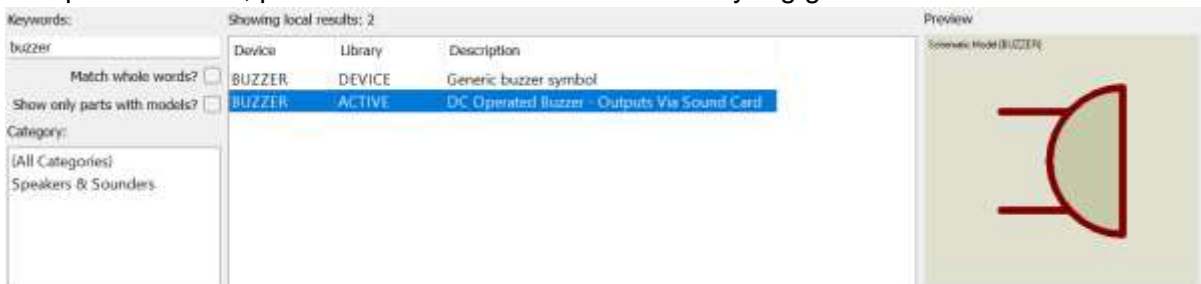 Keywords:
buzzer
Match whole words?
Show only parts with models?
Category:
(All Categories)
Speakers & Sounders
Showing local results: 2
Device Library Description
BUZZER DEVICE Generic buzzer symbol
BUZZER ACTIVE DC Operated Buzzer - Outputs Via Sound Card
Preview
Schematic Model [BUZZER]